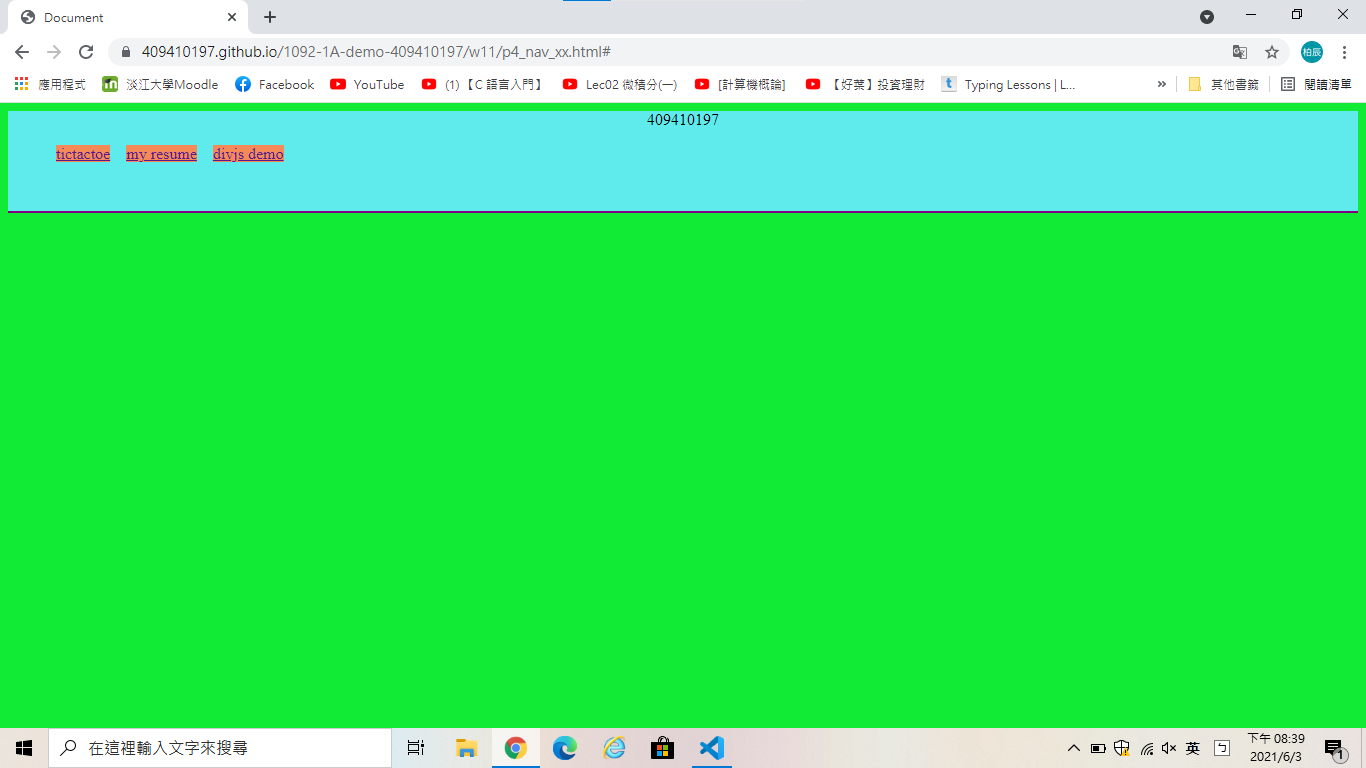 Document
409410197.github.io/1092-1A-demo-409410197/w11/p4_nav_xx.html#
柏辰
應用程式 淡江大學Moodle Facebook YouTube (1)【C 語言入門】 Lec02 微積分(一) [計算機概論] 【好葉】投資理財 Typing Lessons | L... » 其他書籤 閱讀清單
409410197
tictactoe my resume divjs demo
在這裡輸入文字來搜尋
英 ㄅ 下午 08:39
2021/6/3
1